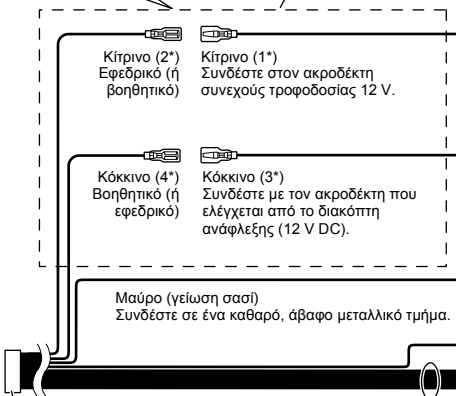 Κίτρινο (2*)
Εφεδρικό (ή
βοηθητικό)
Κίτρινο (1*)
Συνδέστε στον ακροδέκτη
συνεχούς τροφοδοσίας 12 V.
Κόκκινο (4*)
Βοηθητικό (ή
εφεδρικό)
Κόκκινο (3*)
Συνδέστε με τον ακροδέκτη που
ελέγχεται από το διακόπτη
ανάφλεξης (12 V DC).
Μαύρο (γείωση σασί)
Συνδέστε σε ένα καθαρό, άβαφο μεταλλικό τμήμα.